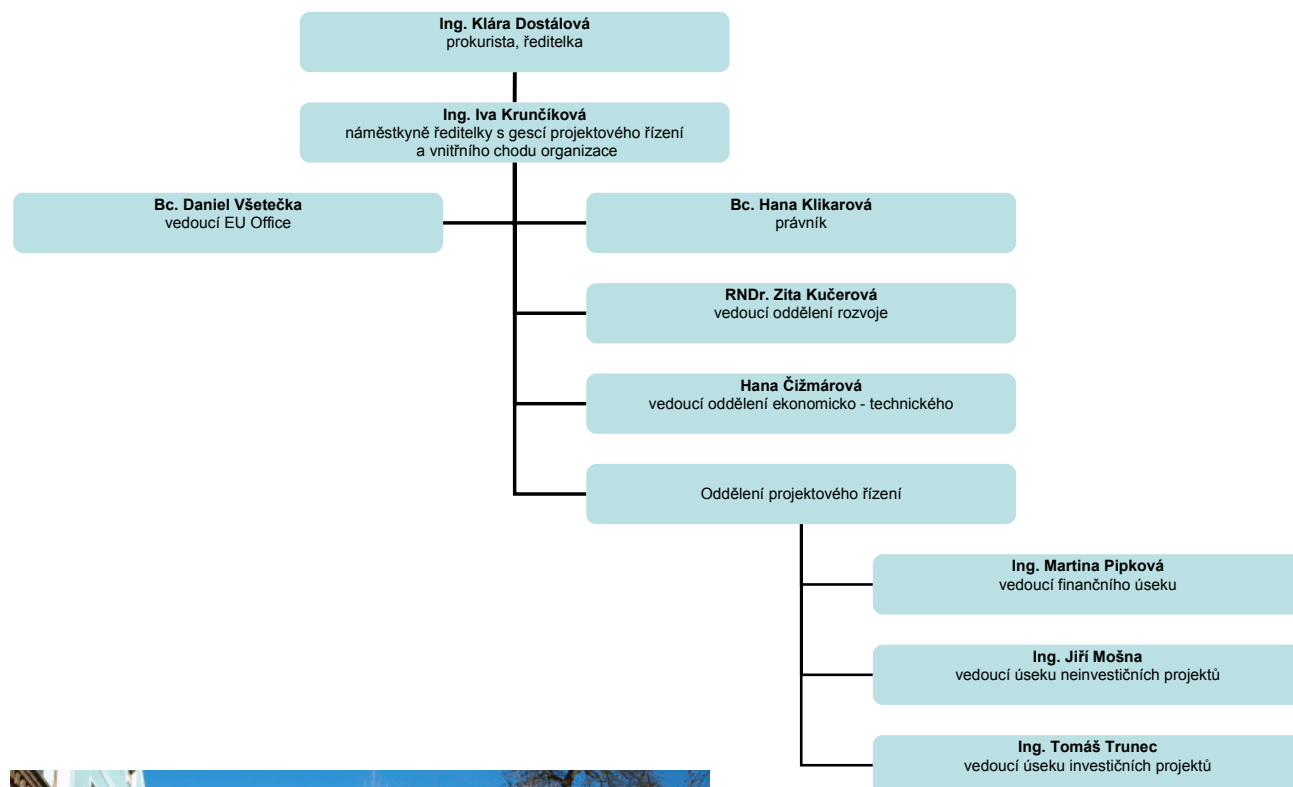 Ing. Klára Dostálová
prokurista, ředitelka
Ing. Iva Krunčíková
náměstkyně ředitelky s gescí projektového řízení
a vnitřního chodu organizace
Bc. Daniel Všetečka
vedoucí EU Office
Bc. Hana Klikarová
právník
RNDr. Zita Kučerová
vedoucí oddělení rozvoje
Hana Čižmárová
vedoucí oddělení ekonomicko - technického
Oddělení projektového řízení
Ing. Martina Pipková
vedoucí finančního úseku
Ing. Jiří Mošna
vedoucí úseku neinvestičních projektů
Ing. Tomáš Trunec
vedoucí úseku investičních projektů